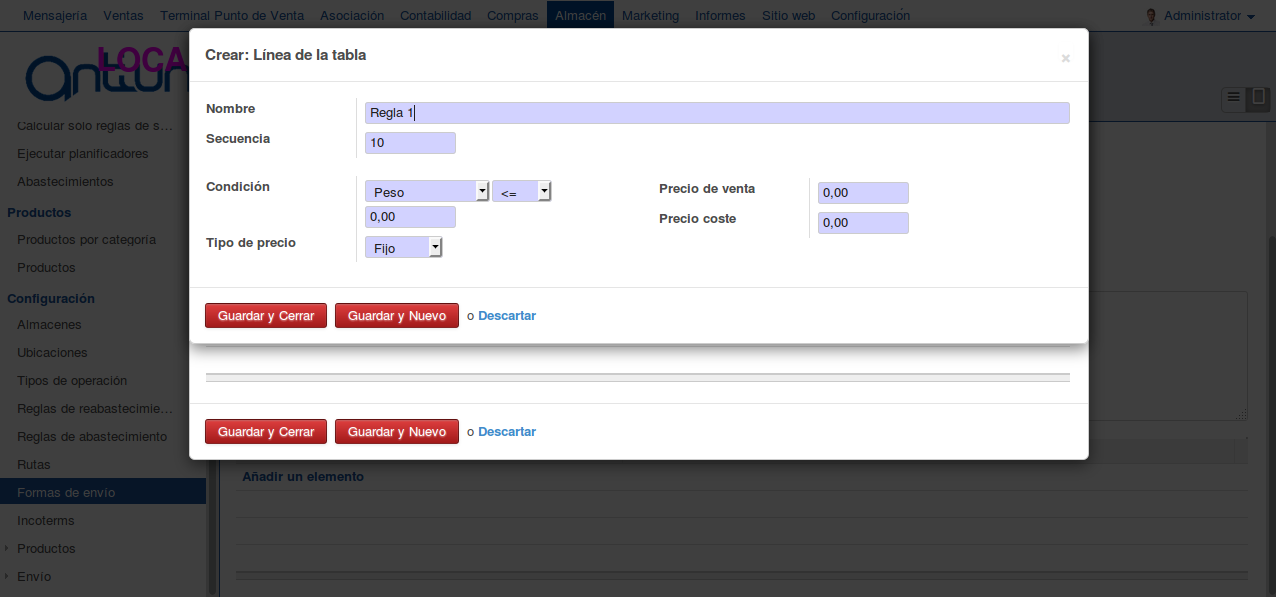 Mensajería Ventas Terminal Punto de Venta Asociación Contabilidad Compras Almacén Marketing Informes Sitio web Configuración Administrator
LOCA
Calcular sólo reglas de s...
Ejecutar planificadores
Abastecimientos
Productos
Productos por categoría
Productos
Configuración
Almacenes
Ubicaciones
Tipos de operación
Reglas de reabastecimie...
Reglas de abastecimiento
Rutas
Formas de envío
Incoterms
Productos
Envío
Crear: Línea de la tabla
×
Nombre Regla 1
Secuencia 10
Condición Peso <=
0,00
Tipo de precio Fijo
Precio de venta 0,00
Precio coste 0,00
Guardar y Cerrar Guardar y Nuevo o Descartar
Guardar y Cerrar Guardar y Nuevo o Descartar
Añadir un elemento